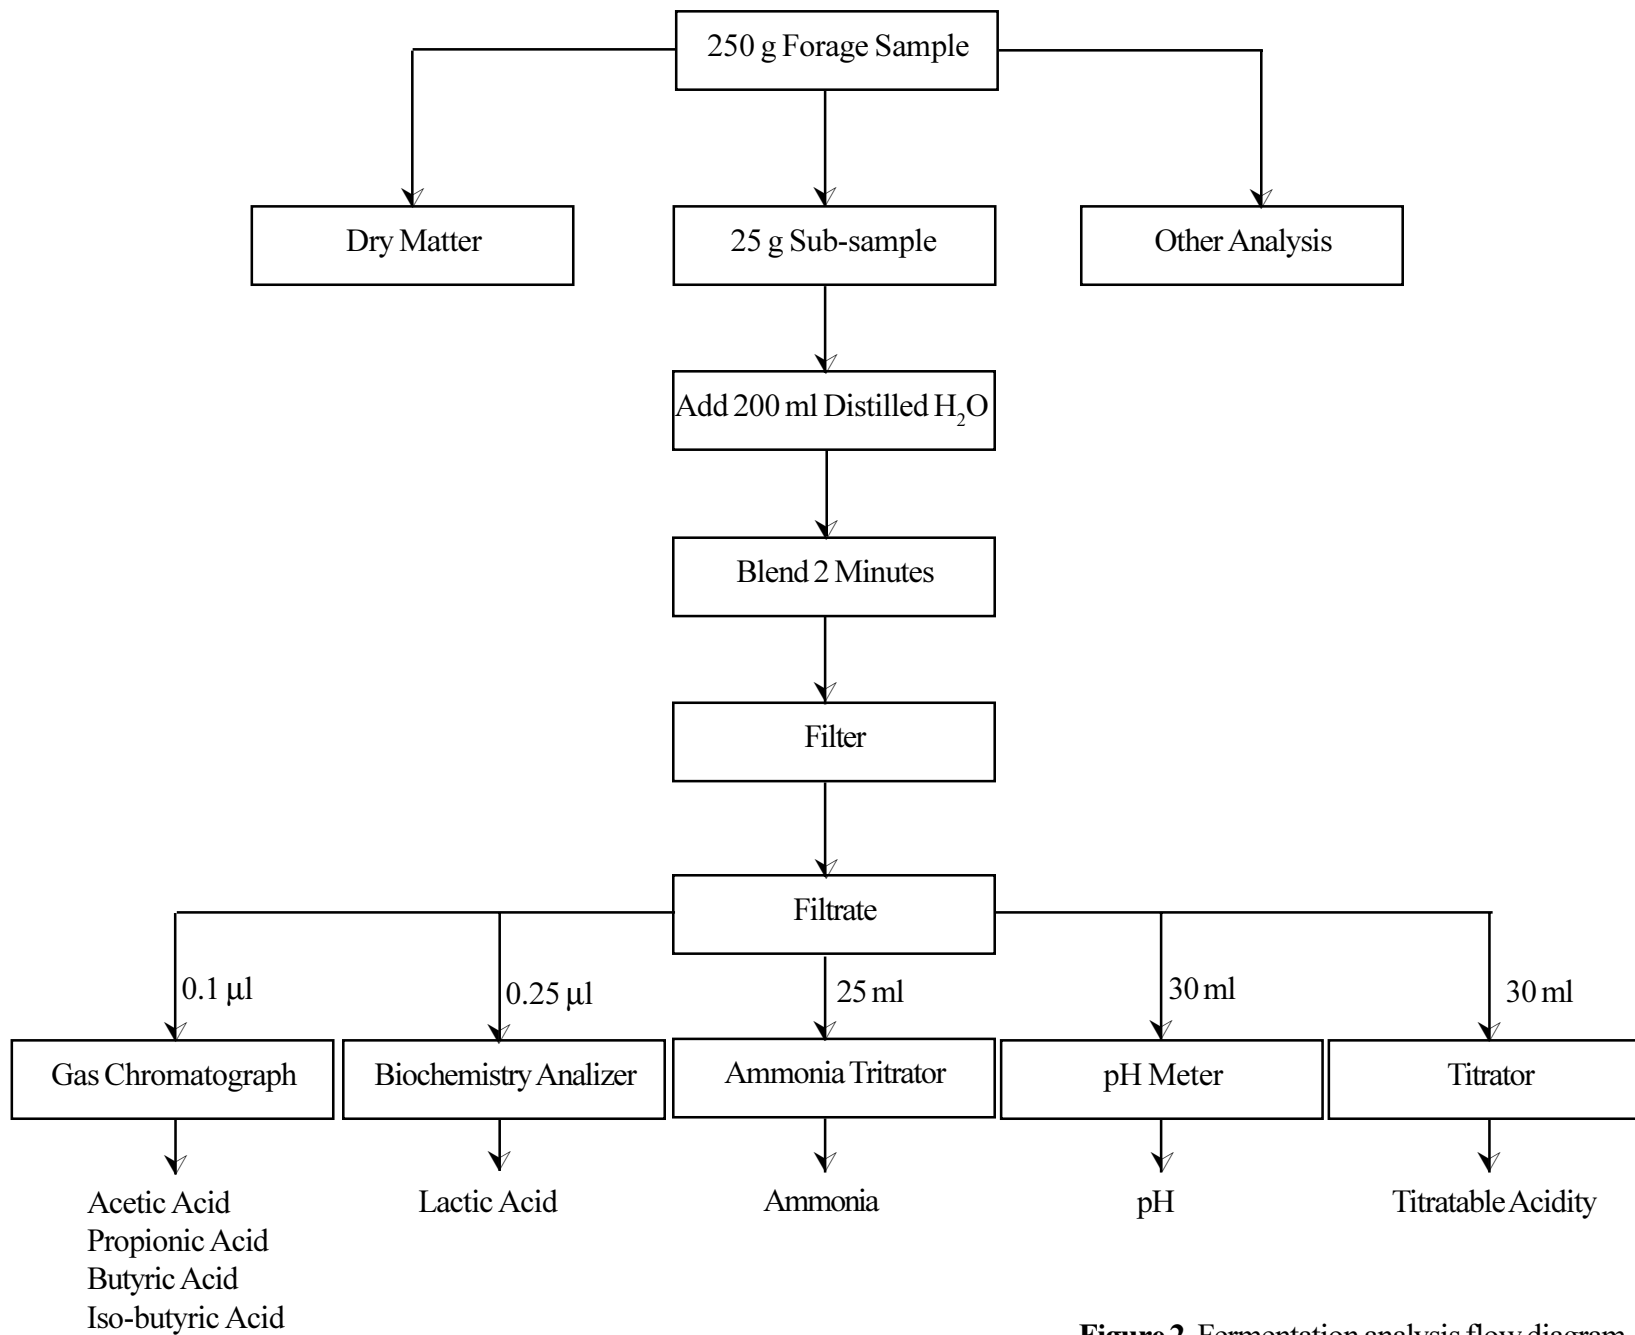 250 g Forage Sample
Dry Matter
25 g Sub-sample
Other Analysis
Add 200 ml Distilled H₂O
Blend 2 Minutes
Filter
Filtrate
0.1 µl
0.25 µl
25 ml
30 ml
30 ml
Gas Chromatograph
Biochemistry Analizer
Ammonia Tritrator
pH Meter
Titrator
Acetic Acid
Propionic Acid
Butyric Acid
Iso-butyric Acid
Lactic Acid
Ammonia
pH
Titratable Acidity
Figure 2. Fermentation analysis flow diagram